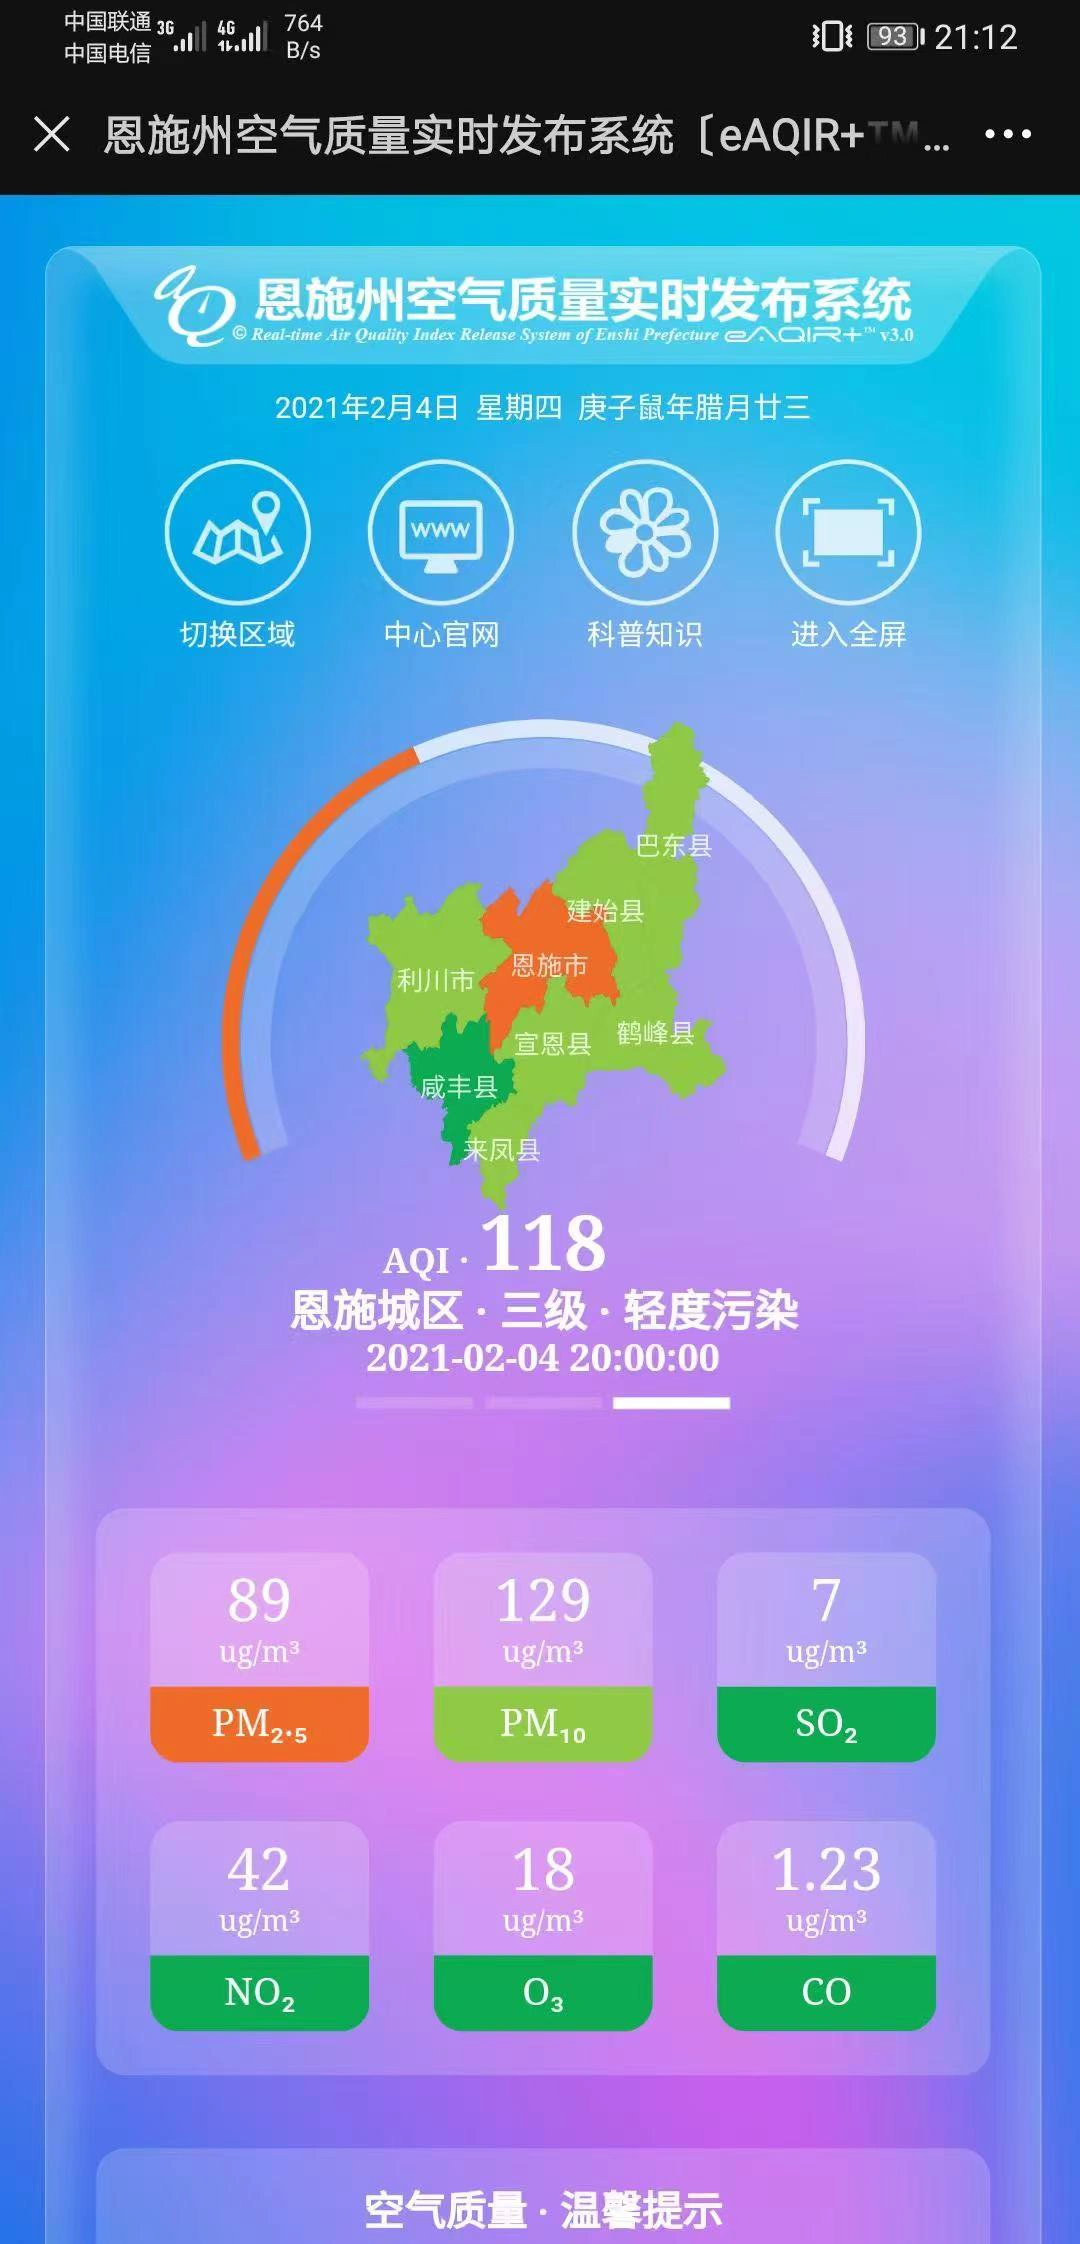 中国联通 3G 4G 764
中国电信 B/s
93 21:12
恩施州空气质量实时发布系统〔eAQIR+™...
恩施州空气质量实时发布系统
© Real-time Air Quality Index Release System of Enshi Prefecture eAQIR+™ v3.0
2021年2月4日 星期四 庚子鼠年腊月廿三
WWW
切换区域 中心官网 科普知识 进入全屏
巴东县
建始县
恩施市
利川市
鹤峰县
宣恩县
咸丰县
来凤县
AQI · 118
恩施城区 · 三级 · 轻度污染
2021-02-04 20:00:00
89 129 7
ug/m³ ug/m³ ug/m³
PM₂.₅ PM₁₀ SO₂
42 18 1.23
ug/m³ ug/m³ ug/m³
NO₂ O₃ CO
空气质量 · 温馨提示